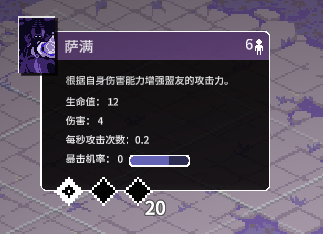 萨满 6
根据自身伤害能力增强盟友的攻击力。
生命值： 12
伤害： 4
每秒攻击次数：0.2
暴击机率： 0
20